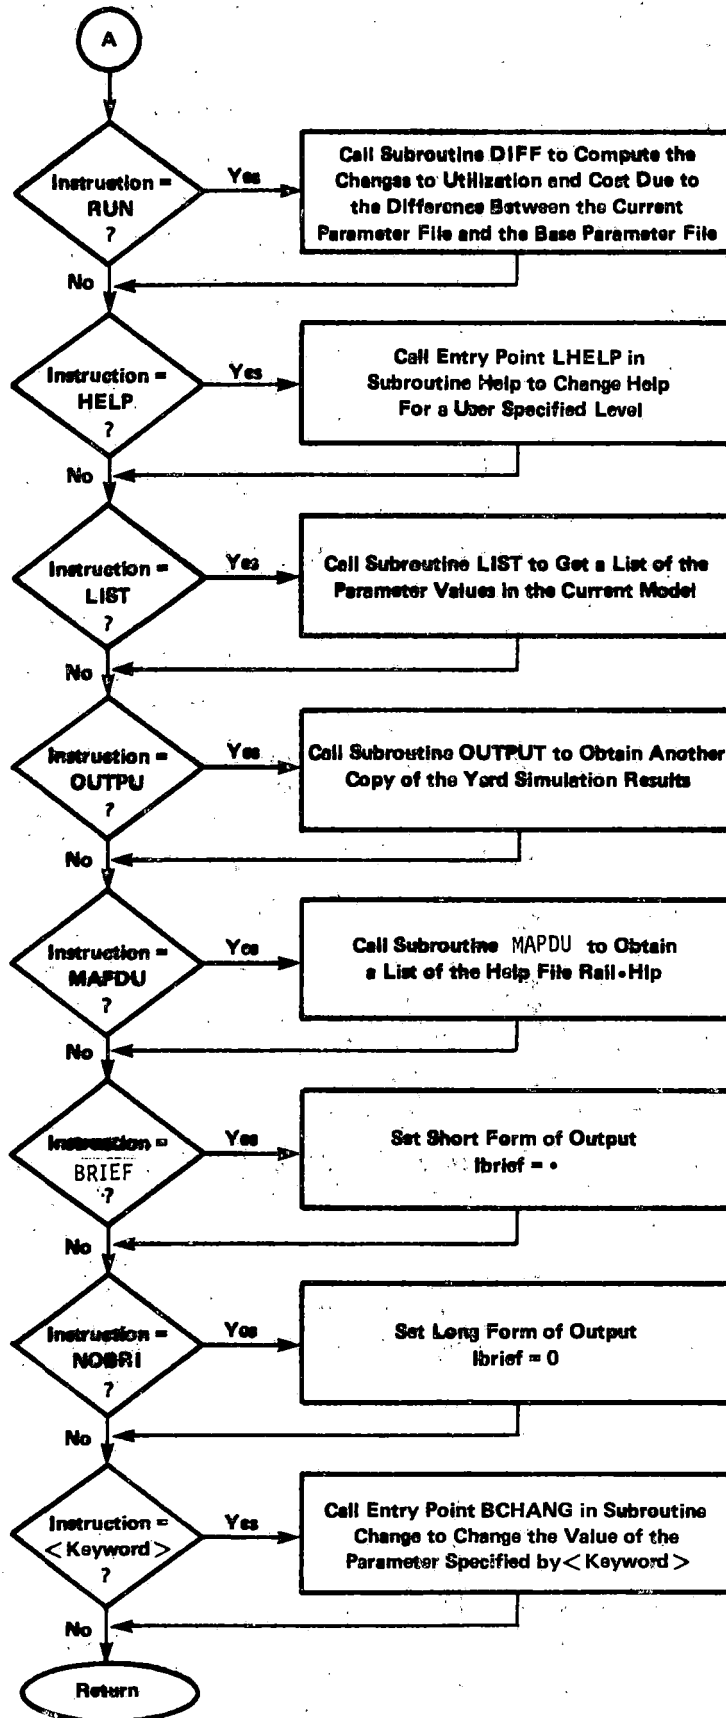 A
Instruction =
RUN
?
Yes
Call Subroutine DIFF to Compute the
Changes to Utilization and Cost Due to
the Difference Between the Current
Parameter File and the Base Parameter File
No
Instruction =
HELP
?
Yes
Call Entry Point LHELP in
Subroutine Help to Change Help
For a User Specified Level
No
Instruction =
LIST
?
Yes
Call Subroutine LIST to Get a List of the
Parameter Values in the Current Model
No
Instruction =
OUTPU
?
Yes
Call Subroutine OUTPUT to Obtain Another
Copy of the Yard Simulation Results
No
Instruction =
MAPDU
?
Yes
Call Subroutine MAPDU to Obtain
a List of the Help File Rail•Hlp
No
Instruction =
BRIEF
?
Yes
Set Short Form of Output
Ibrief = •
No
Instruction =
NOBRI
?
Yes
Set Long Form of Output
Ibrief = 0
No
Instruction =
<Keyword>
?
Yes
Call Entry Point BCHANG in Subroutine
Change to Change the Value of the
Parameter Specified by <Keyword>
No
Return